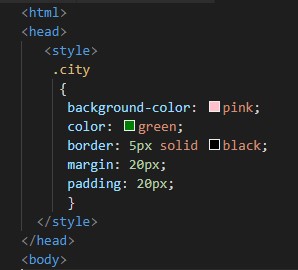 <html>
<head>
<style>
.city
{
background-color: pink;
color: green;
border: 5px solid black;
margin: 20px;
padding: 20px;
}
</style>
</head>
<body>